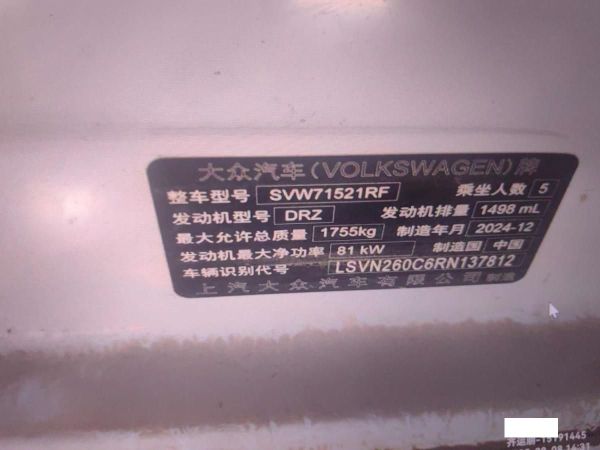 大众汽车(VOLKSWAGEN)牌
整车型号 SVW71521RF 乘坐人数 5
发动机型号 DRZ 发动机排量 1498 mL
最大允许总质量 1755kg 制造年月 2024-12
发动机最大净功率 81 kW 制造国 中国
车辆识别代号 LSVN260C6RN137812
上汽大众汽车有限公司 制造